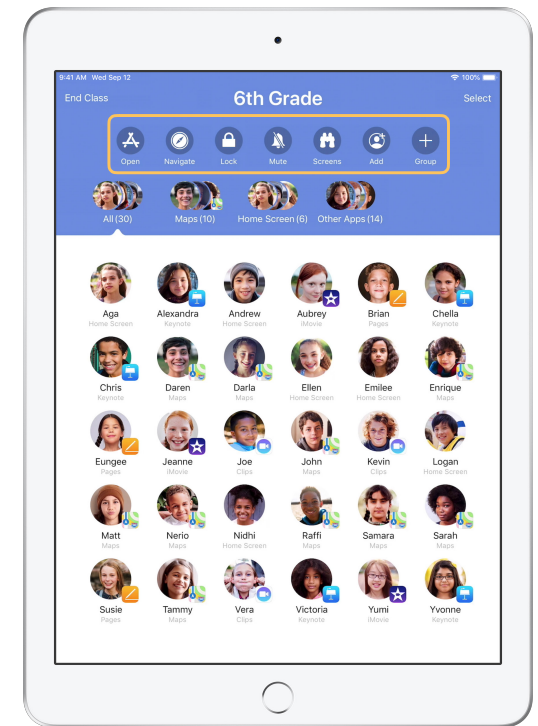 9:41 AM Wed Sep 12 100%
End Class 6th Grade Select
Open Navigate Lock Mute Screens Add Group
All (30) Maps (10) Home Screen (6) Other Apps (14)
Aga Alexandra Andrew Aubrey Brian Chella
Home Screen Keynote Home Screen iMovie Pages Keynote
Chris Daren Darla Ellen Emilee Enrique
Keynote Maps Maps Home Screen Home Screen Maps
Eungee Jeanne Joe John Kevin Logan
Pages iMovie Clips Maps Clips Home Screen
Matt Nerio Nidhi Raffi Samara Sarah
Maps Maps Home Screen Maps Maps Maps
Susie Tammy Vera Victoria Yumi Yvonne
Pages Maps Clips Keynote iMovie Keynote